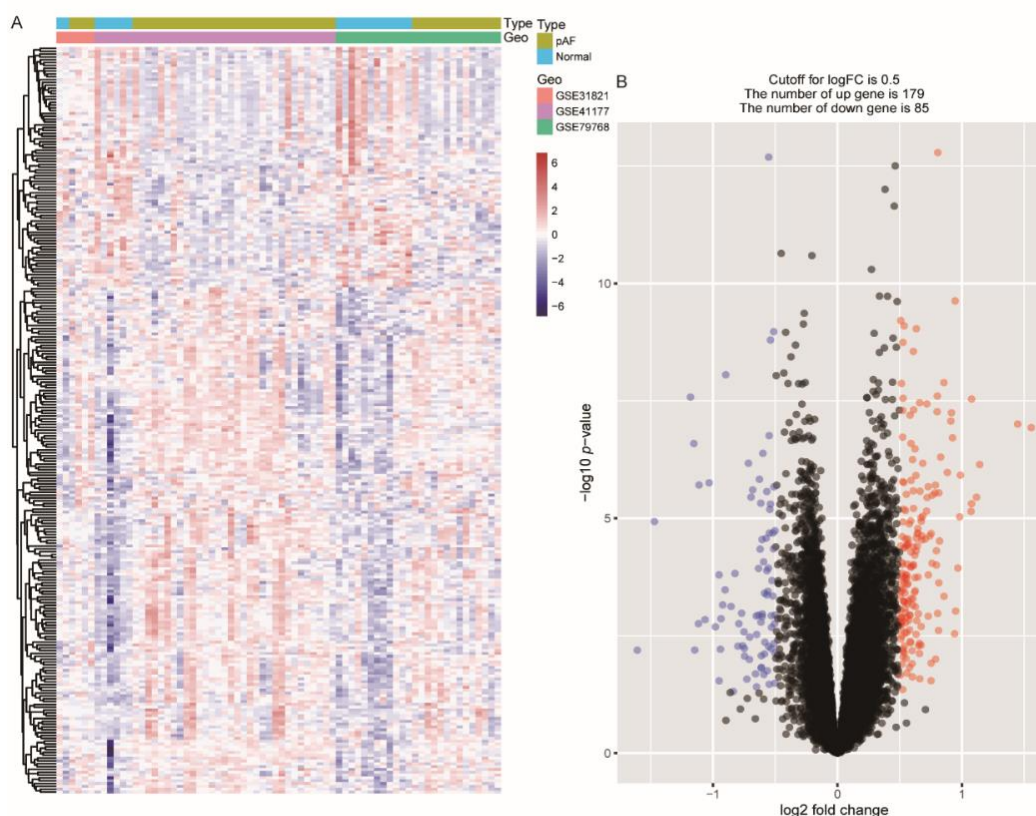 A
Type
Geo
Type
pAF
Normal
Geo
GSE31821
GSE41177
GSE79768
6
4
2
0
−2
−4
−6
B
Cutoff for logFC is 0.5
The number of up gene is 179
The number of down gene is 85
10
5
0
−log10 p−value
−1
0
1
log2 fold change